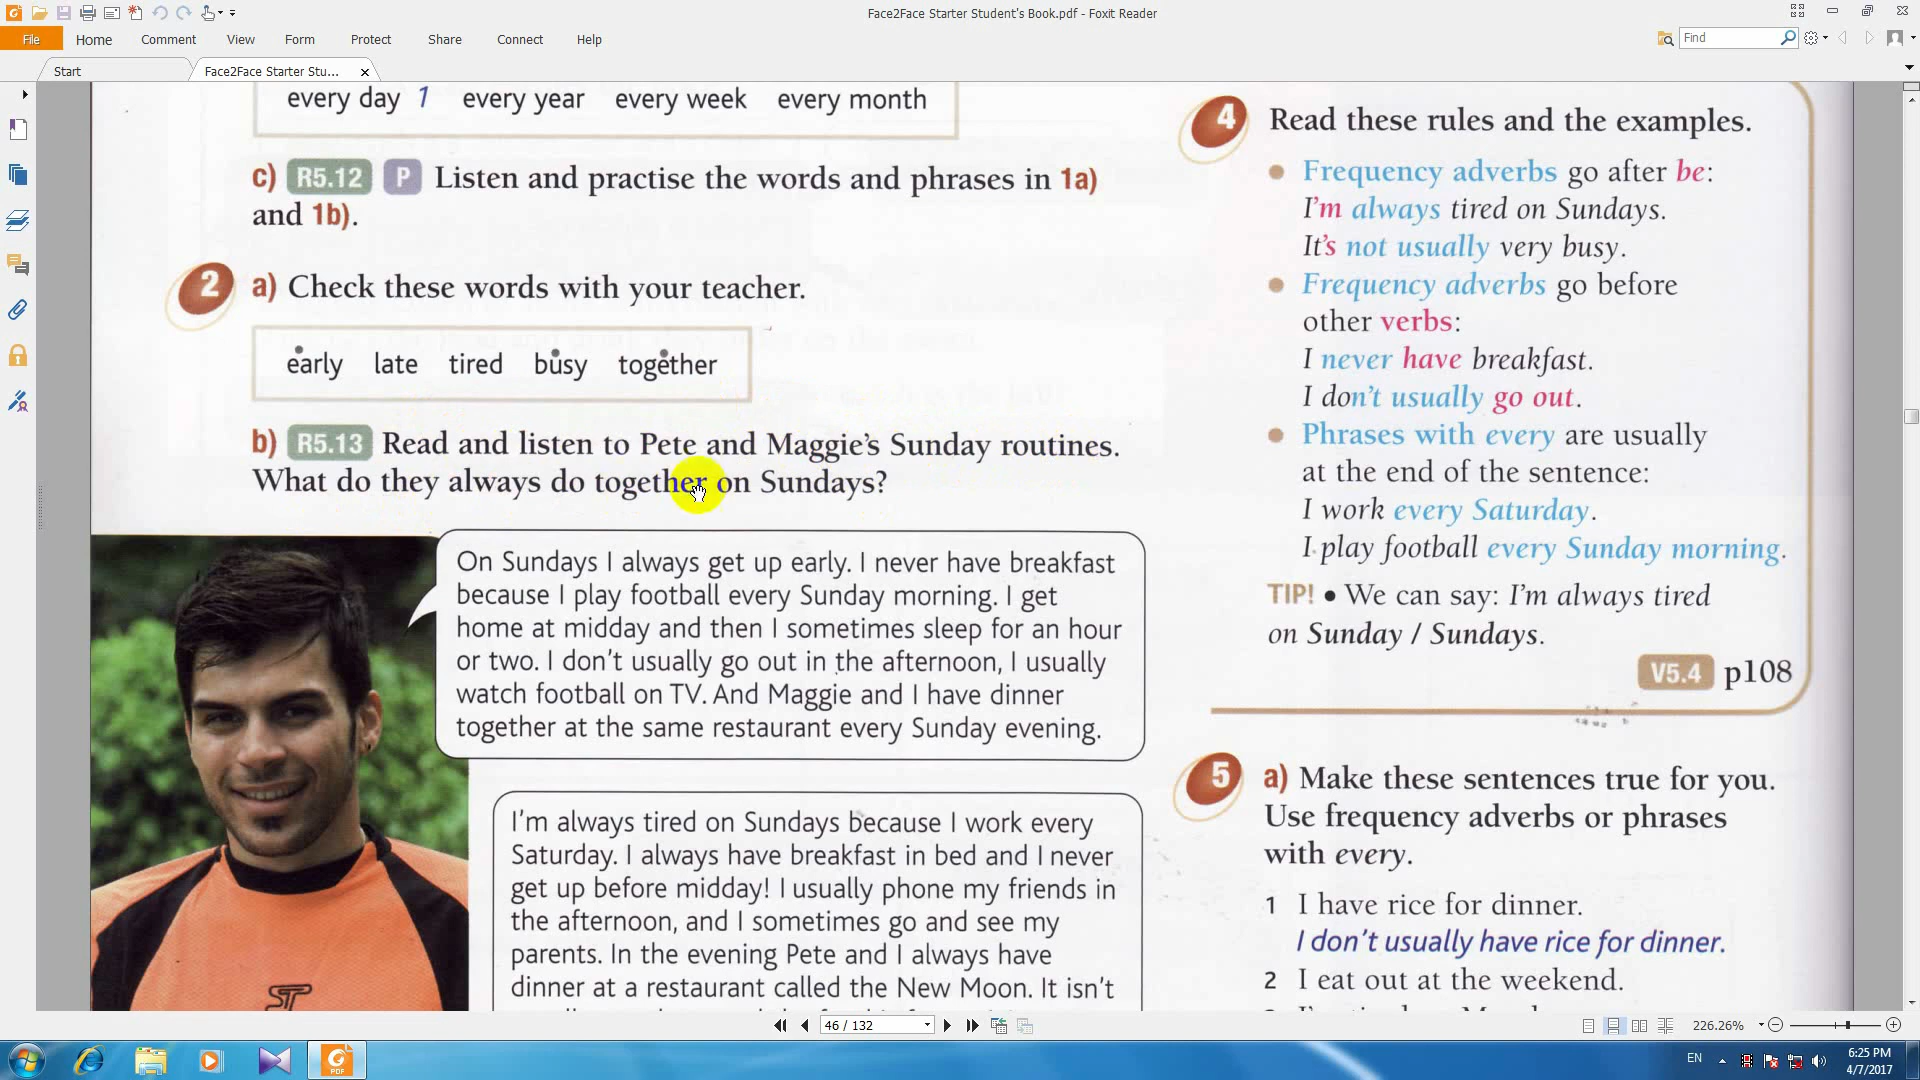 Face2Face Starter Student's Book.pdf - Foxit Reader
File Home Comment View Form Protect Share Connect Help
Find
Start
Face2Face Starter Stu...
every day 1 every year every week every month
c) R5.12 P Listen and practise the words and phrases in 1a)
and 1b).
2 a) Check these words with your teacher.
early late tired busy together
b) R5.13 Read and listen to Pete and Maggie's Sunday routines.
What do they always do together on Sundays?
On Sundays I always get up early. I never have breakfast
because I play football every Sunday morning. I get
home at midday and then I sometimes sleep for an hour
or two. I don't usually go out in the afternoon, I usually
watch football on TV. And Maggie and I have dinner
together at the same restaurant every Sunday evening.
I'm always tired on Sundays because I work every
Saturday. I always have breakfast in bed and I never
get up before midday! I usually phone my friends in
the afternoon, and I sometimes go and see my
parents. In the evening Pete and I always have
dinner at a restaurant called the New Moon. It isn't
ST
4 Read these rules and the examples.
• Frequency adverbs go after be:
I'm always tired on Sundays.
It's not usually very busy.
• Frequency adverbs go before
other verbs:
I never have breakfast.
I don't usually go out.
• Phrases with every are usually
at the end of the sentence:
I work every Saturday.
I play football every Sunday morning.
TIP! • We can say: I'm always tired
on Sunday / Sundays.
V5.4 p108
5 a) Make these sentences true for you.
Use frequency adverbs or phrases
with every.
1 I have rice for dinner.
I don't usually have rice for dinner.
2 I eat out at the weekend.
46 / 132
226.26%
PDF
EN
6:25 PM
4/7/2017